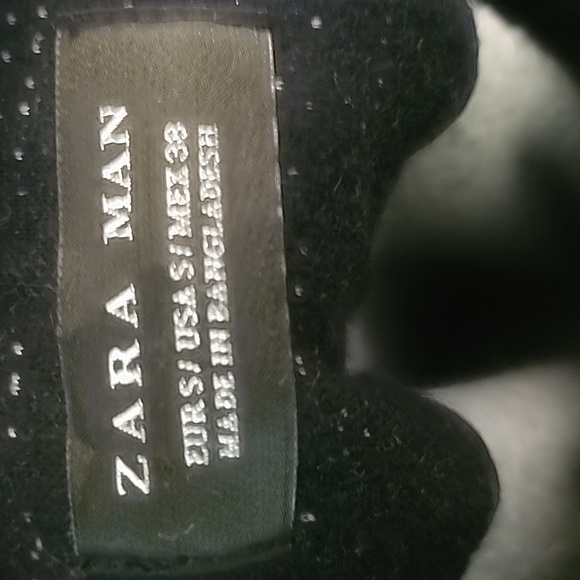 ZARA MAN
EUR S / USA S / MEX 38
MADE IN BANGLADESH